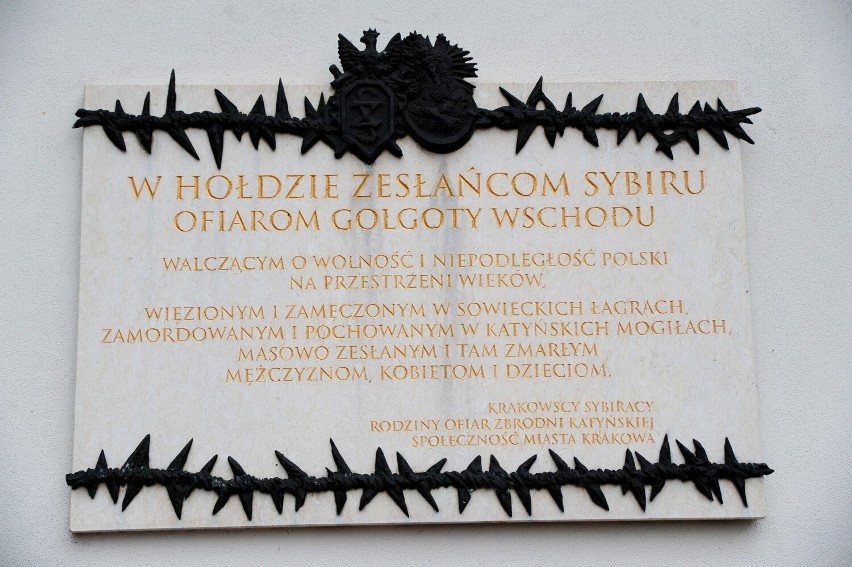 W HOŁDZIE ZESŁAŃCOM SYBIRU
OFIAROM GOLGOTY WSCHODU
WALCZĄCYM O WOLNOŚĆ I NIEPODLEGŁOŚĆ POLSKI
NA PRZESTRZENI WIEKÓW,
WIĘZIONYM I ZAMĘCZONYM W SOWIECKICH ŁAGRACH,
ZAMORDOWANYM I POCHOWANYM W KATYŃSKICH MOGIŁACH,
MASOWO ZESŁANYM I TAM ZMARŁYM
MĘŻCZYZNOM, KOBIETOM I DZIECIOM.
KRAKOWSCY SYBIRACY
RODZINY OFIAR ZBRODNI KATYŃSKIEJ
SPOŁECZNOŚĆ MIASTA KRAKOWA